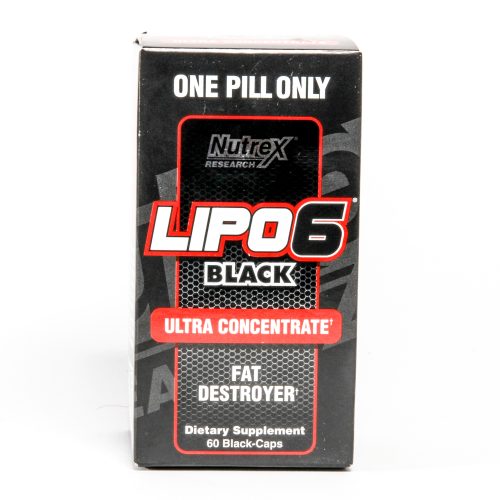 ONE PILL ONLY
Nutrex
RESEARCH
LIPO6®
BLACK
ULTRA CONCENTRATE†
FAT
DESTROYER†
Dietary Supplement
60 Black-Caps